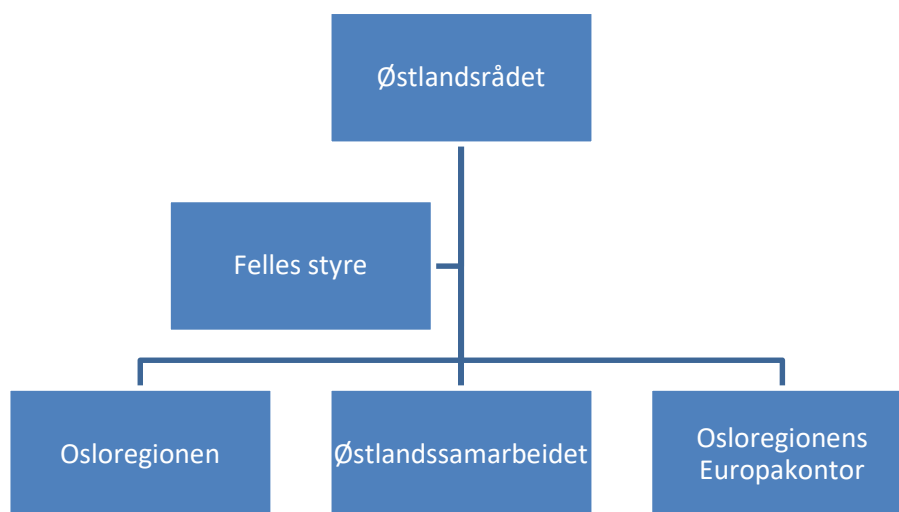 Østlandsrådet
Felles styre
Osloregionen
Østlandssamarbeidet
Osloregionens
Europakontor